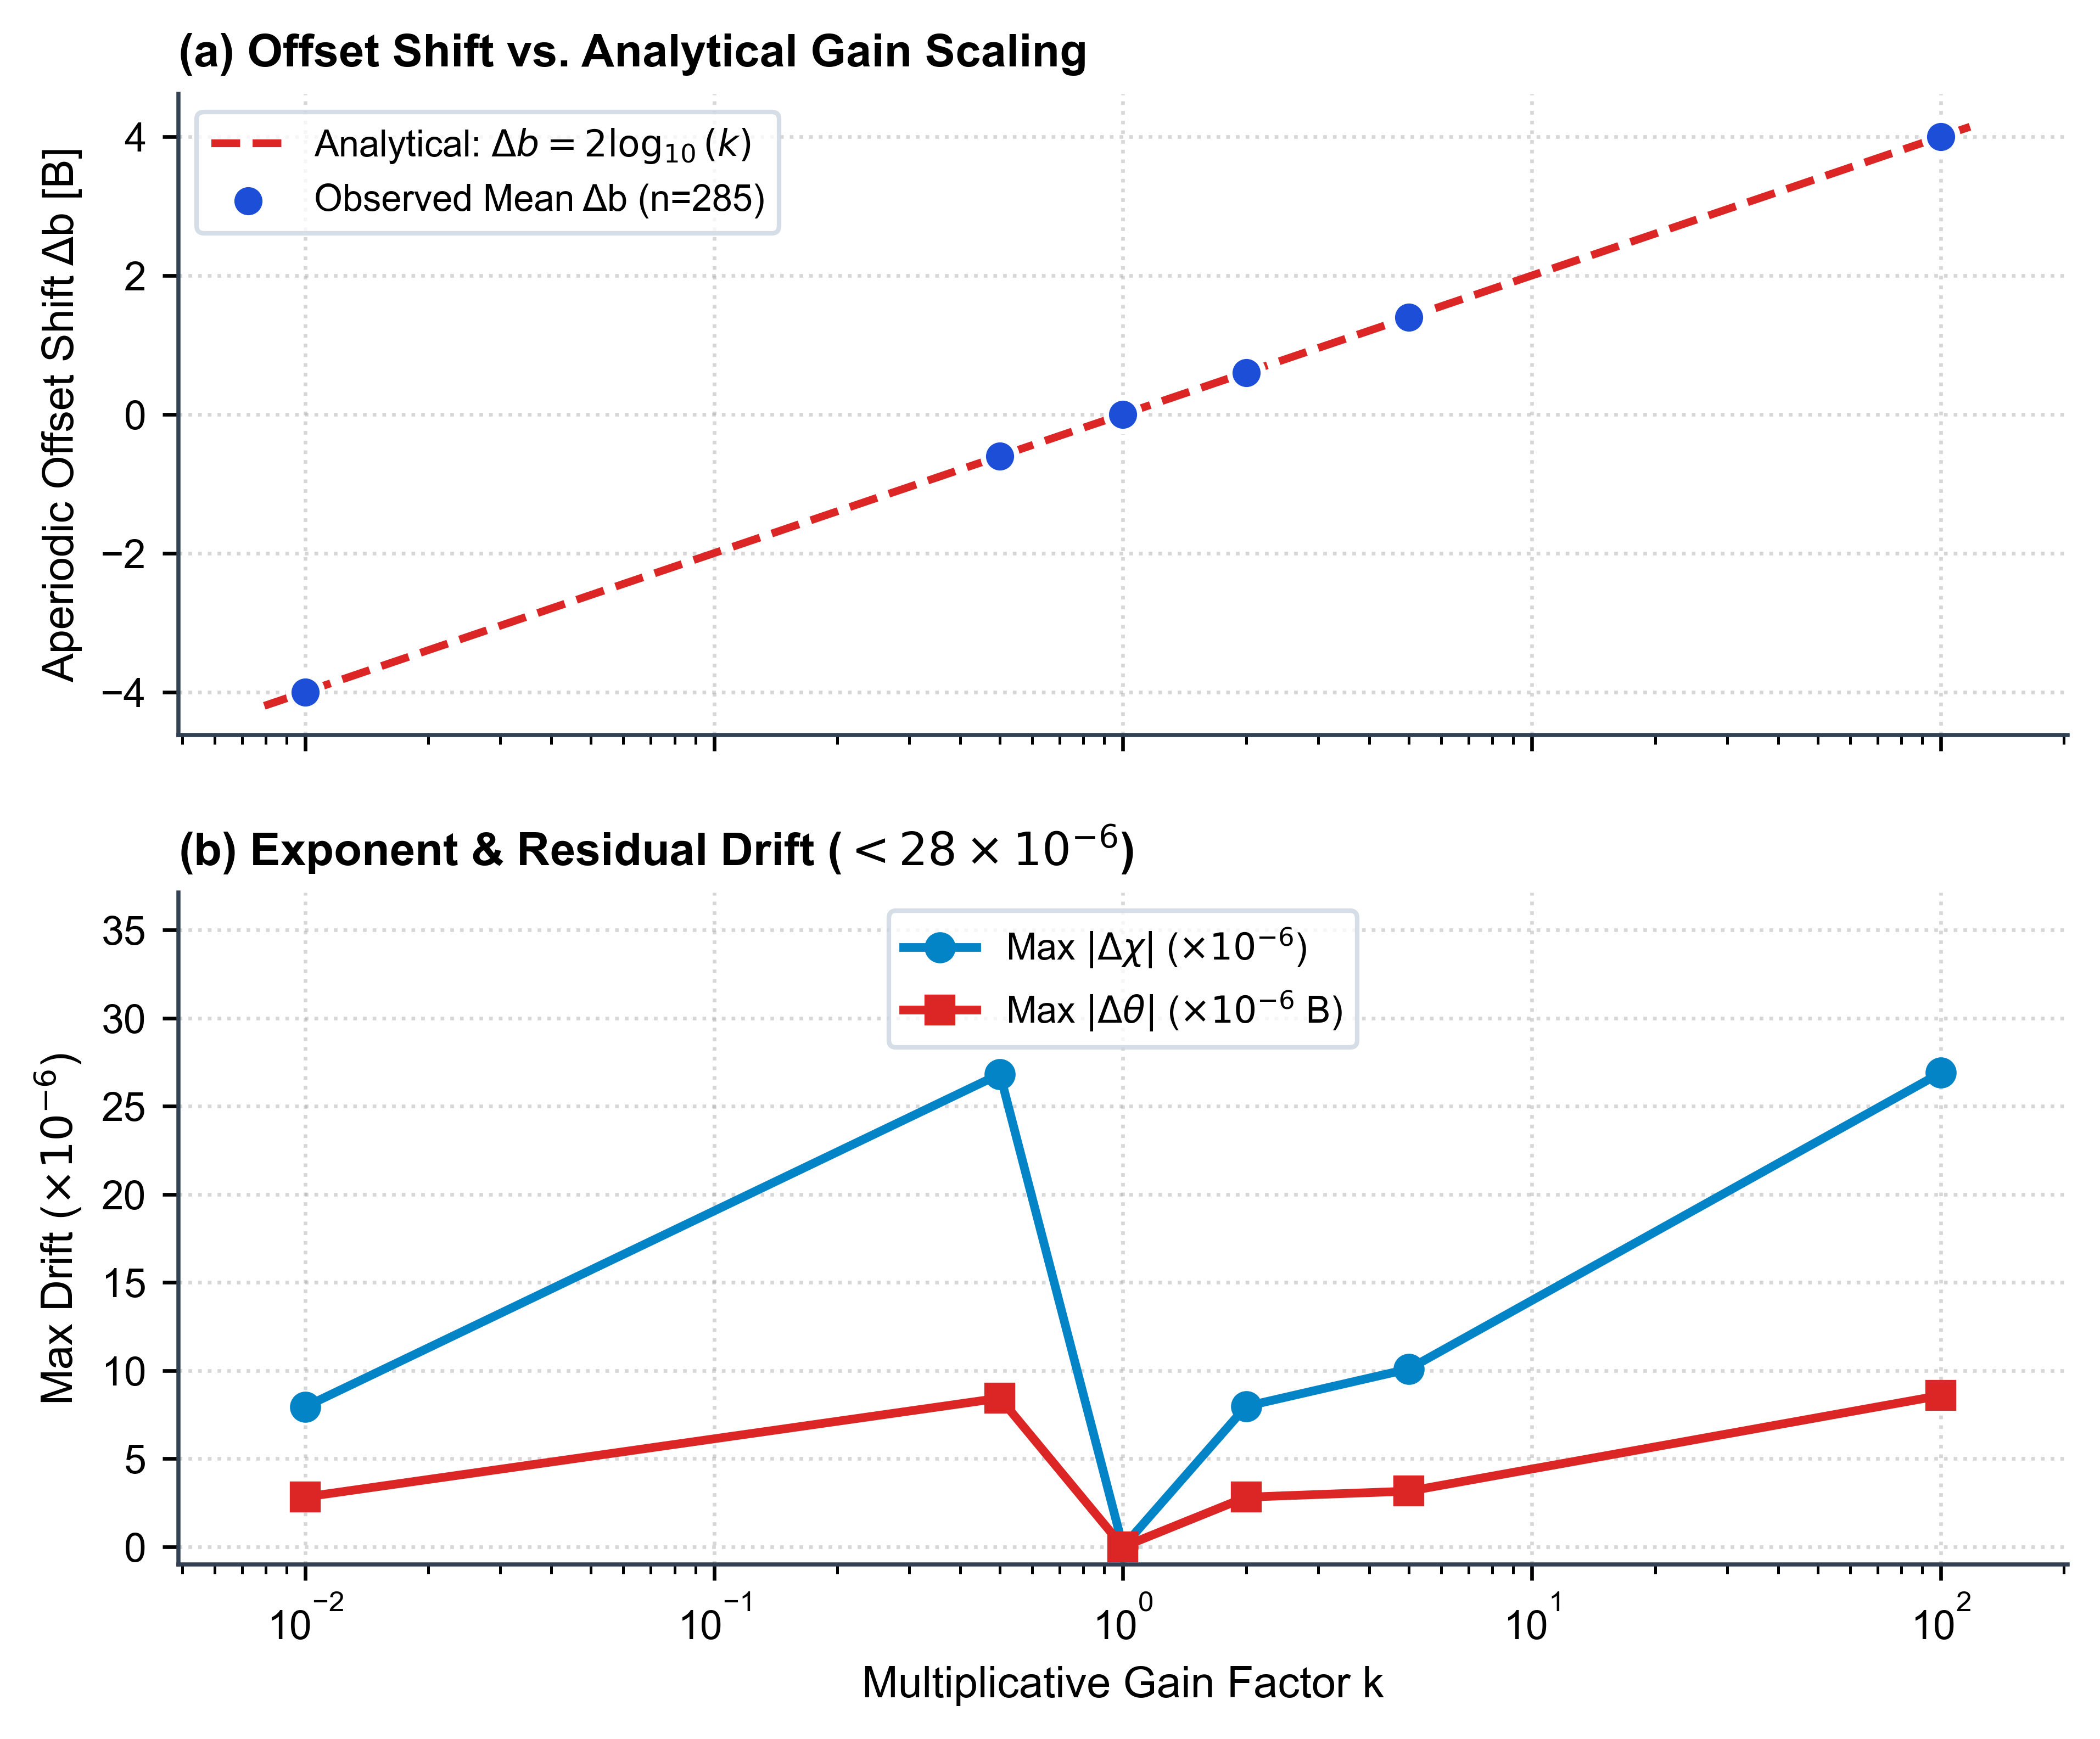 (a) Offset Shift vs. Analytical Gain Scaling
Aperiodic Offset Shift Δb [B]
4
2
0
−2
−4
Analytical: Δb = 2log₁₀(k)
Observed Mean Δb (n=285)
(b) Exponent & Residual Drift (< 28 × 10⁻⁶)
Max Drift (×10⁻⁶)
35
30
25
20
15
10
5
0
Max |Δχ| (×10⁻⁶)
Max |Δθ| (×10⁻⁶ B)
10⁻² 10⁻¹ 10⁰ 10¹ 10²
Multiplicative Gain Factor k